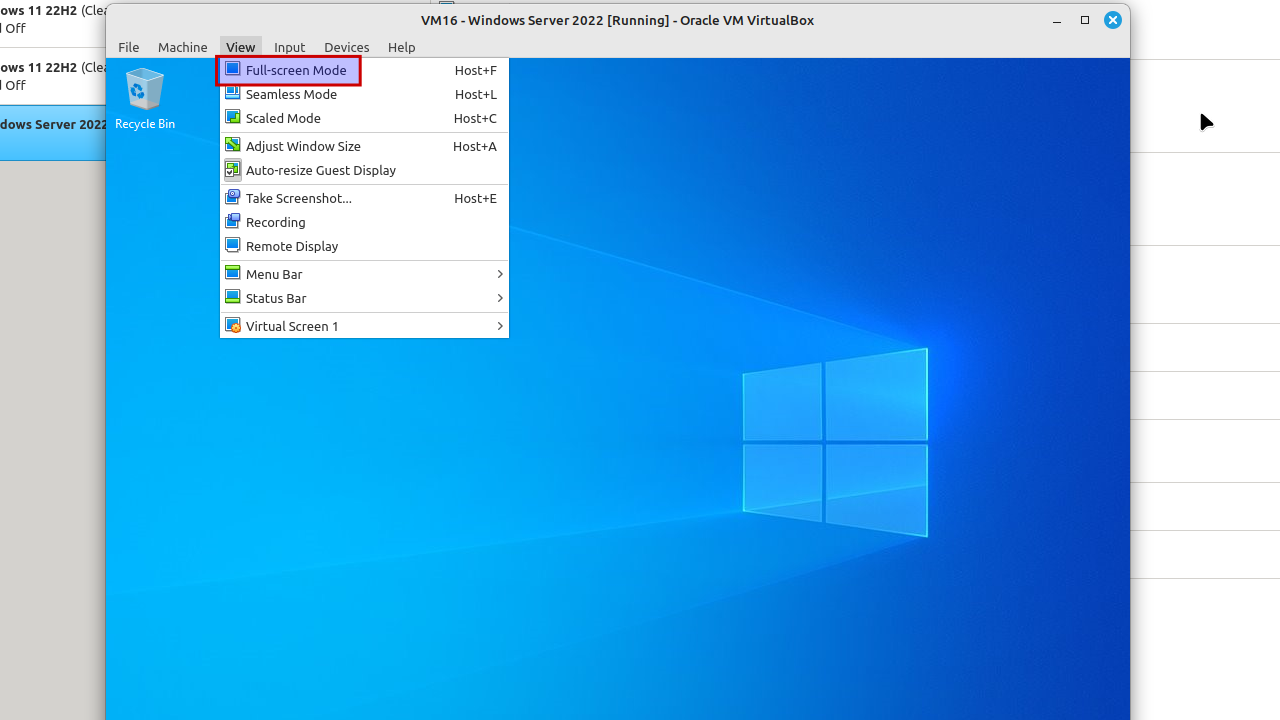 ows 11 22H2 (Clea
d Off
ows 11 22H2 (Clea
d Off
dows Server 2022
VM16 - Windows Server 2022 [Running] - Oracle VM VirtualBox
File Machine View Input Devices Help
Full-screen Mode Host+F
Seamless Mode Host+L
Scaled Mode Host+C
Adjust Window Size Host+A
Auto-resize Guest Display
Take Screenshot... Host+E
Recording
Remote Display
Menu Bar
Status Bar
Virtual Screen 1
Recycle Bin